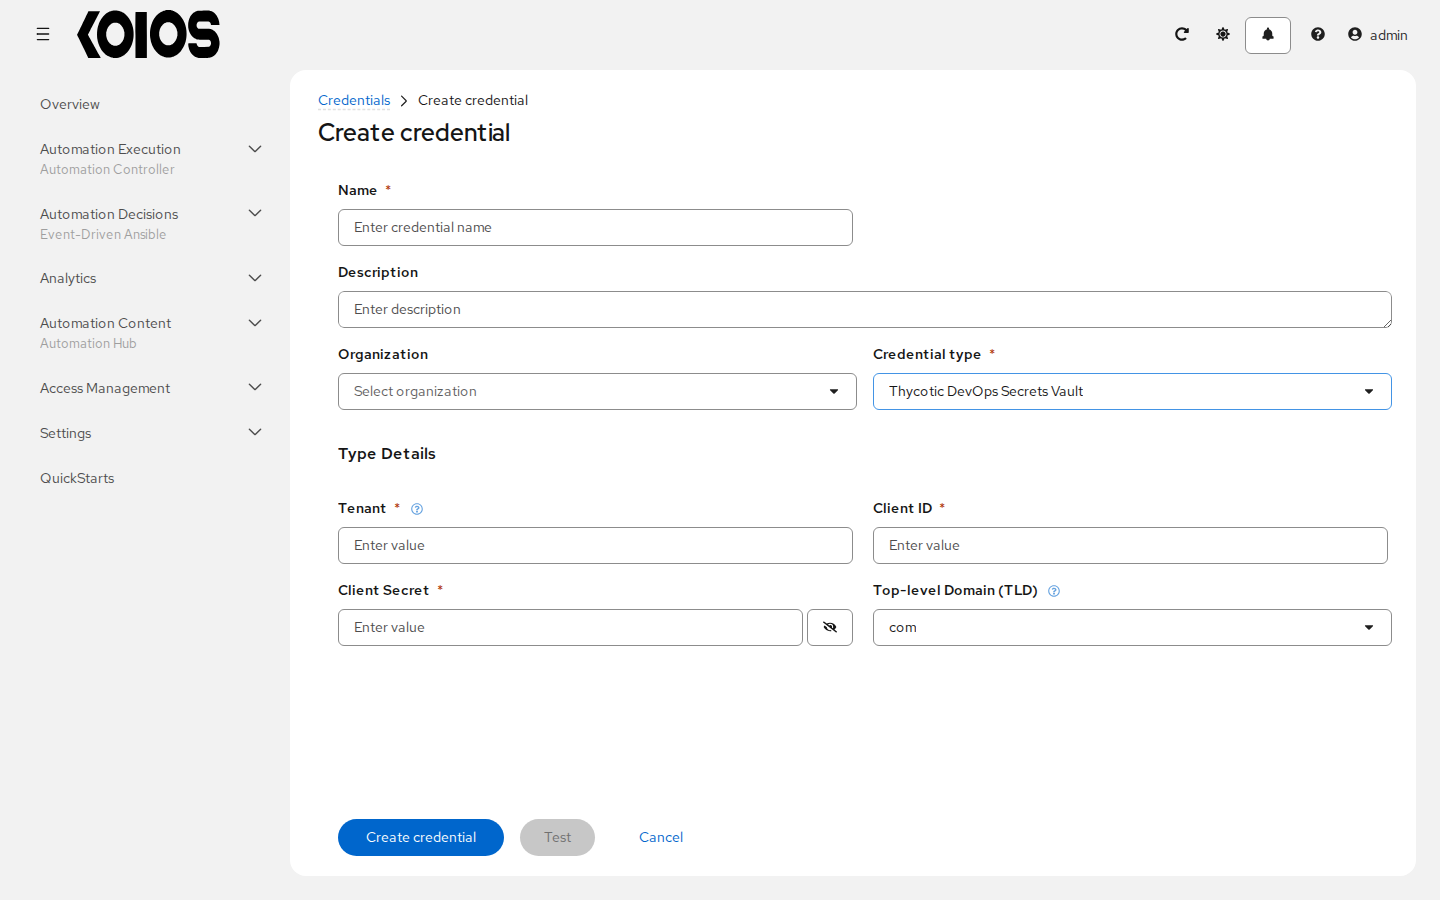 KOIOS
admin
Overview
Automation Execution
Automation Controller
Automation Decisions
Event-Driven Ansible
Analytics
Automation Content
Automation Hub
Access Management
Settings
QuickStarts
Credentials > Create credential
Create credential
Name *
Enter credential name
Description
Enter description
Organization
Credential type *
Select organization
Thycotic DevOps Secrets Vault
Type Details
Tenant *
Client ID *
Enter value
Enter value
Client Secret *
Top-level Domain (TLD)
Enter value
com
Create credential
Test
Cancel